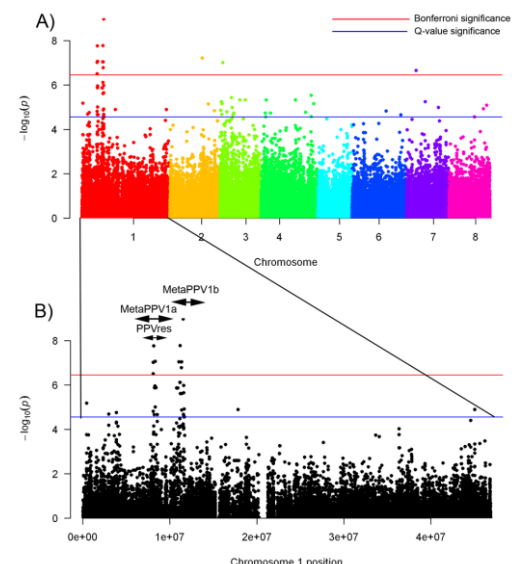 A)
Bonferroni significance
Q-value significance
8
6
4
2
0
−log10(p)
1 2 3 4 5 6 7 8
Chromosome
B)
MetaPPV1b
MetaPPV1a
PPVres
8
6
4
2
0
−log10(p)
0e+00 1e+07 2e+07 3e+07 4e+07
Chromosome 1 position